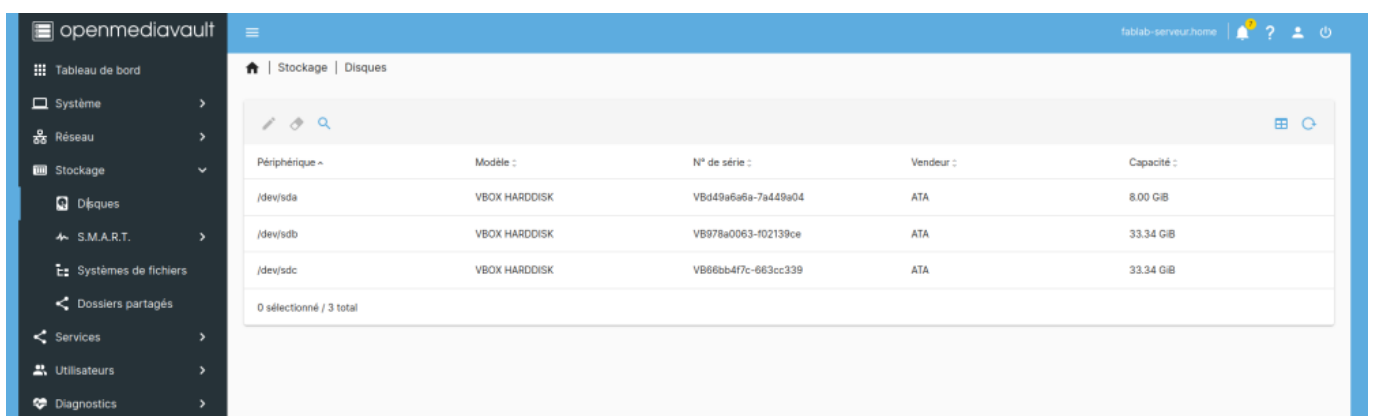 openmediavault
fablab-serveur.home
7
?
Tableau de bord
Stockage | Disques
Système
Réseau
Stockage
Disques
S.M.A.R.T.
Systèmes de fichiers
Dossiers partagés
Services
Utilisateurs
Diagnostics
Périphérique Modèle N° de série Vendeur Capacité
/dev/sda VBOX HARDDISK VBd49a6a6a-7a449a04 ATA 8.00 GiB
/dev/sdb VBOX HARDDISK VB978a0063-f02139ce ATA 33.34 GiB
/dev/sdc VBOX HARDDISK VB66bb4f7c-663cc339 ATA 33.34 GiB
0 sélectionné / 3 total